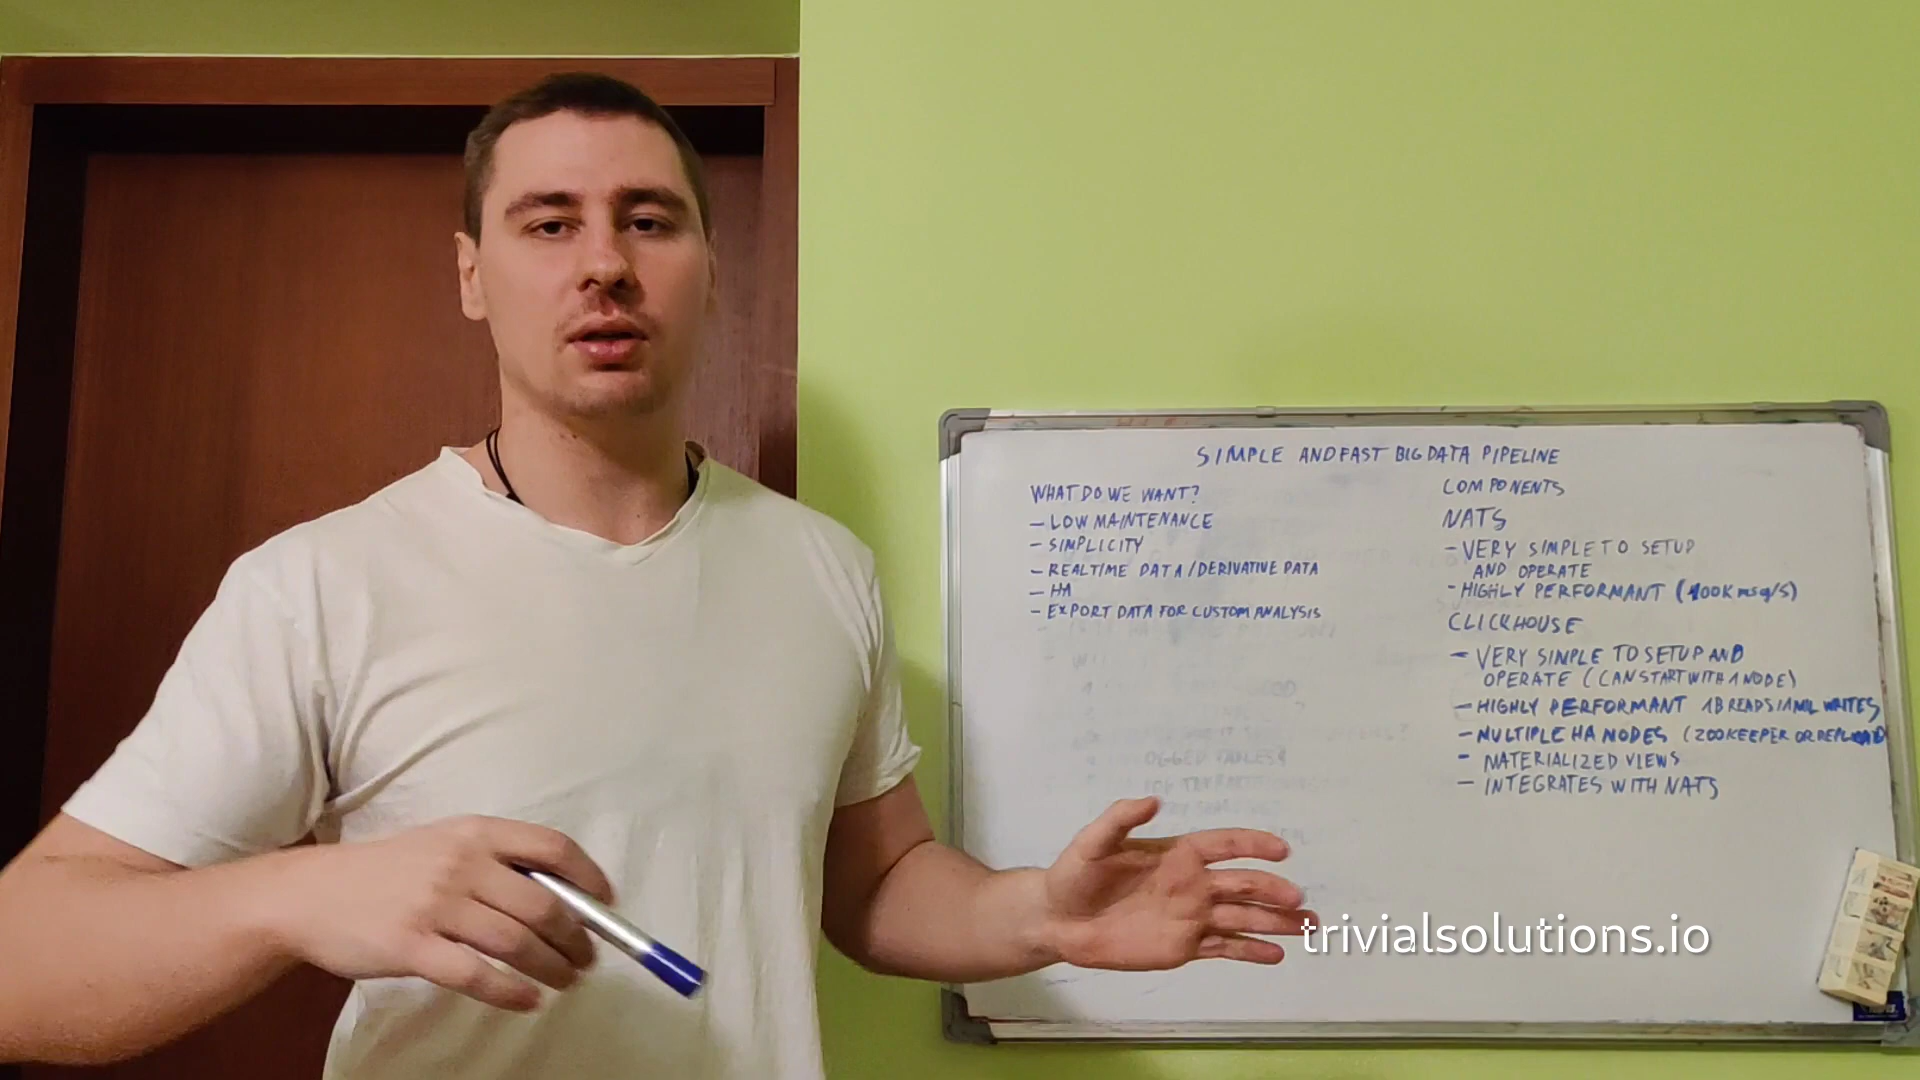 SIMPLE AND FAST BIG DATA PIPELINE
WHAT DO WE WANT?
- LOW MAINTENANCE
- SIMPLICITY
- REALTIME DATA / DERIVATIVE DATA
- HA
- EXPORT DATA FOR CUSTOM ANALYSIS
COMPONENTS
NATS
- VERY SIMPLE TO SETUP
AND OPERATE
- HIGHLY PERFORMANT (400K msg/s)
CLICKHOUSE
- VERY SIMPLE TO SETUP AND
OPERATE (CAN START WITH 1 NODE)
- HIGHLY PERFORMANT 1B READS/1MIL WRITES
- MULTIPLE HA NODES (ZOOKEEPER OR
- MATERIALIZED VIEWS
- INTEGRATES WITH NATS
trivialsolutions.io